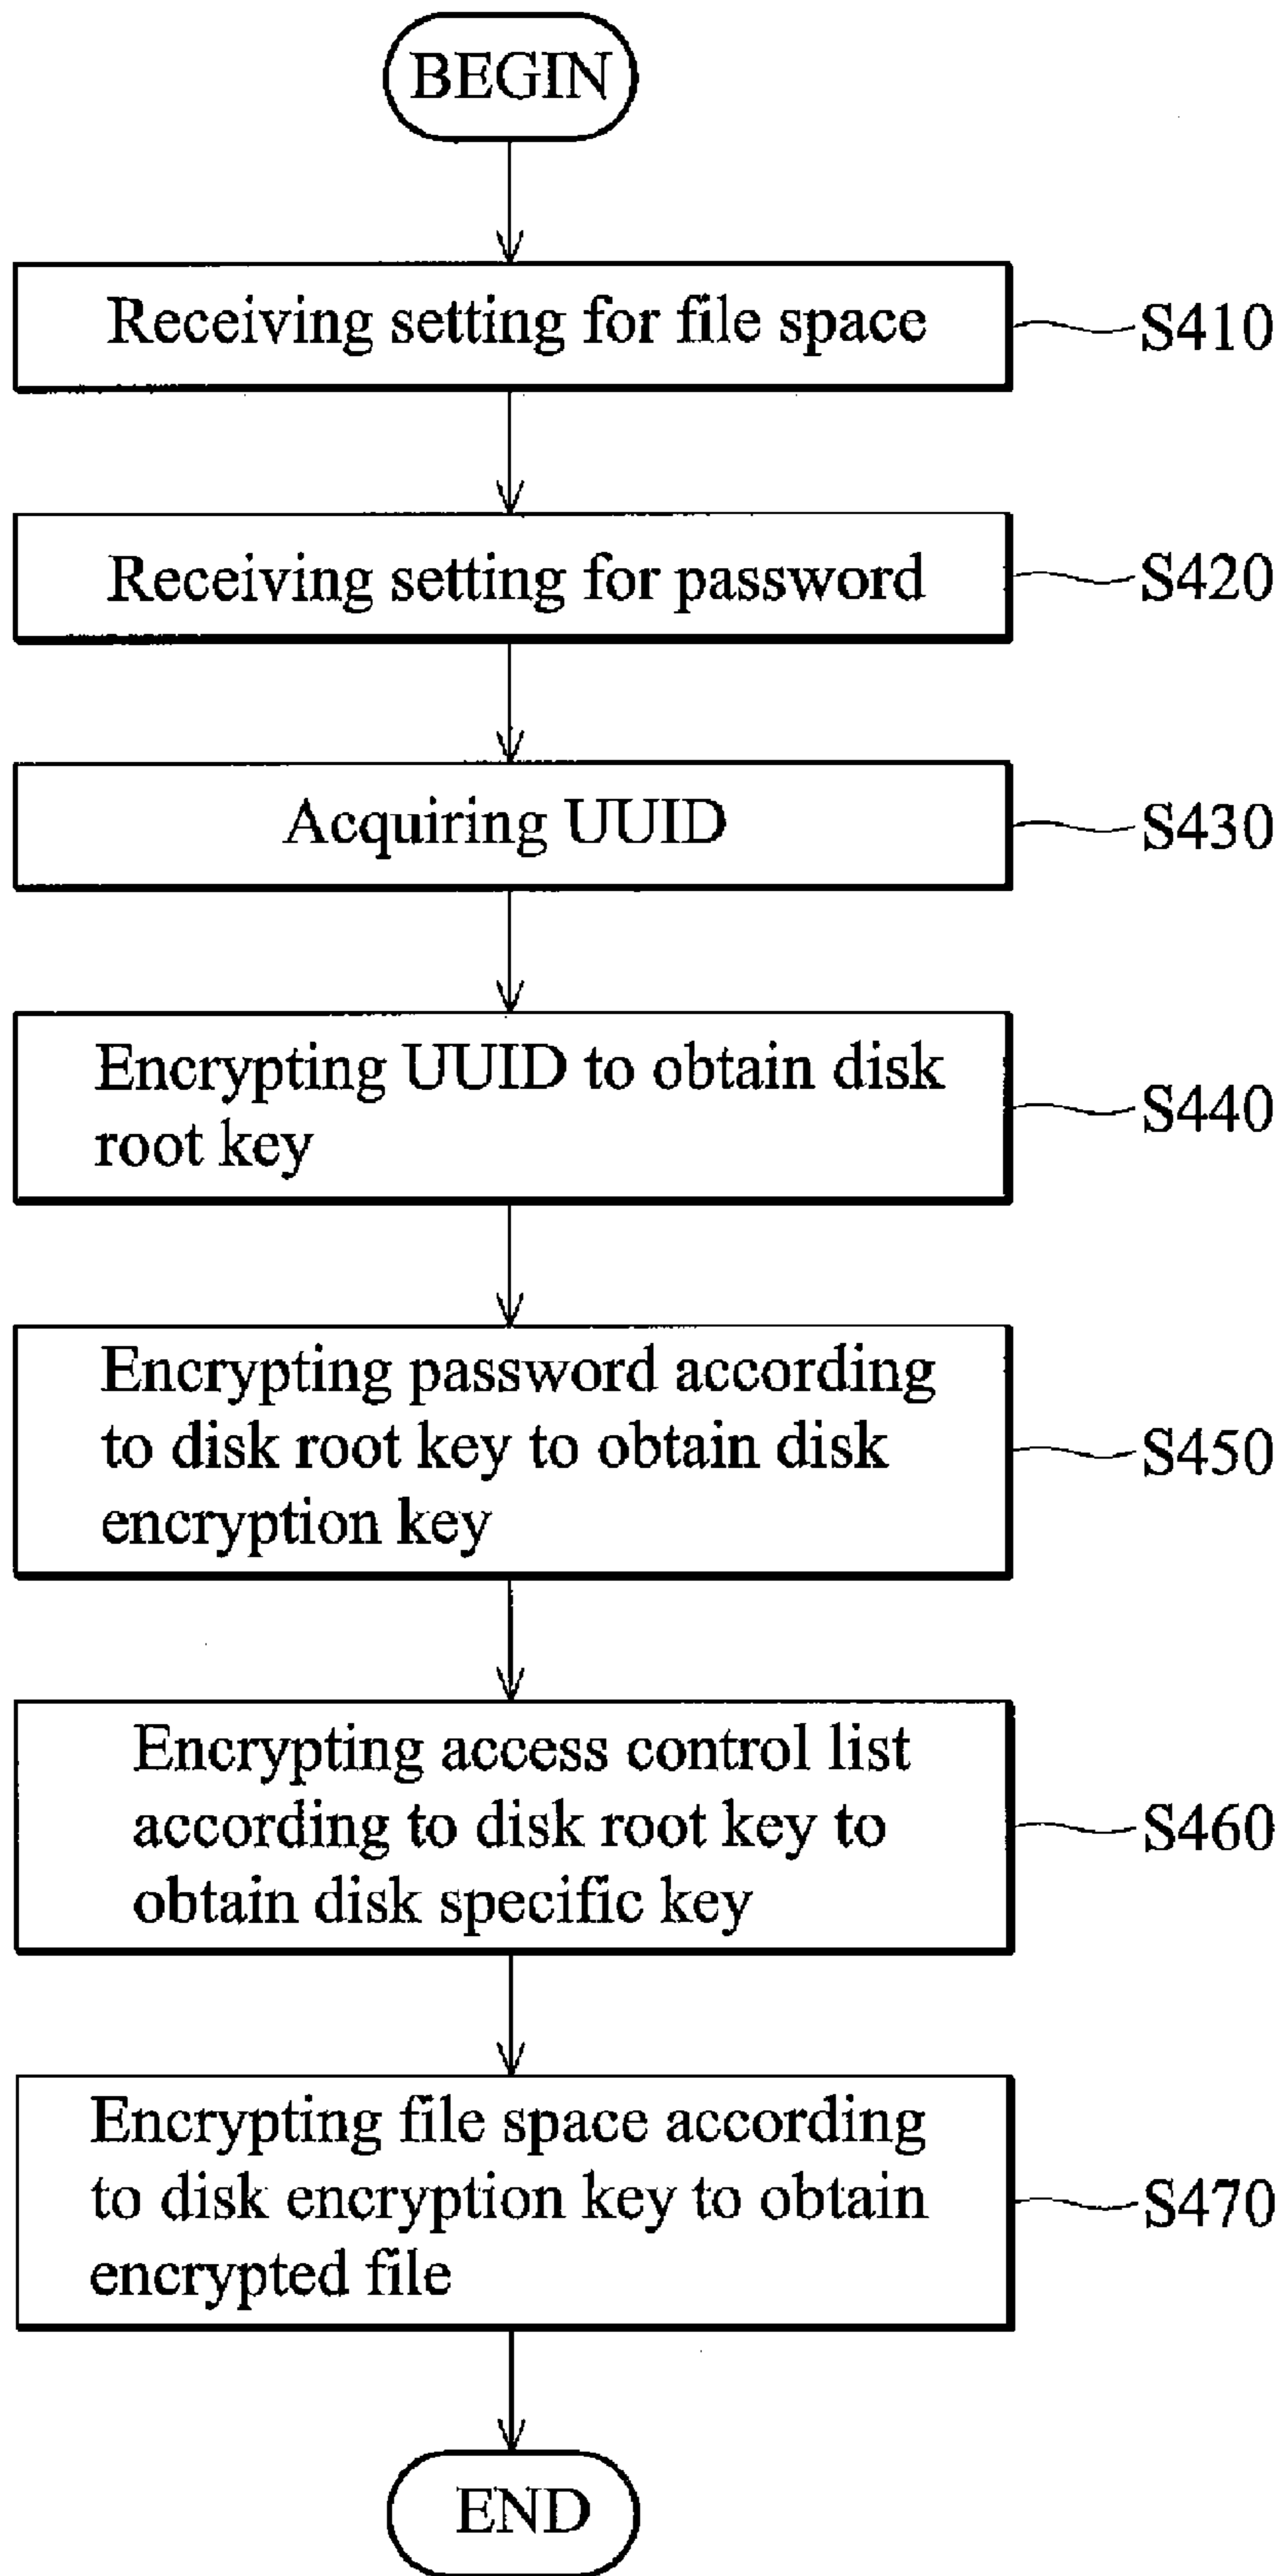 BEGIN
Receiving setting for file space
S410
Receiving setting for password
S420
Acquiring UUID
S430
Encrypting UUID to obtain disk
root key
S440
Encrypting password according
to disk root key to obtain disk
encryption key
S450
Encrypting access control list
according to disk root key to
obtain disk specific key
S460
Encrypting file space according
to disk encryption key to obtain
encrypted file
S470
END